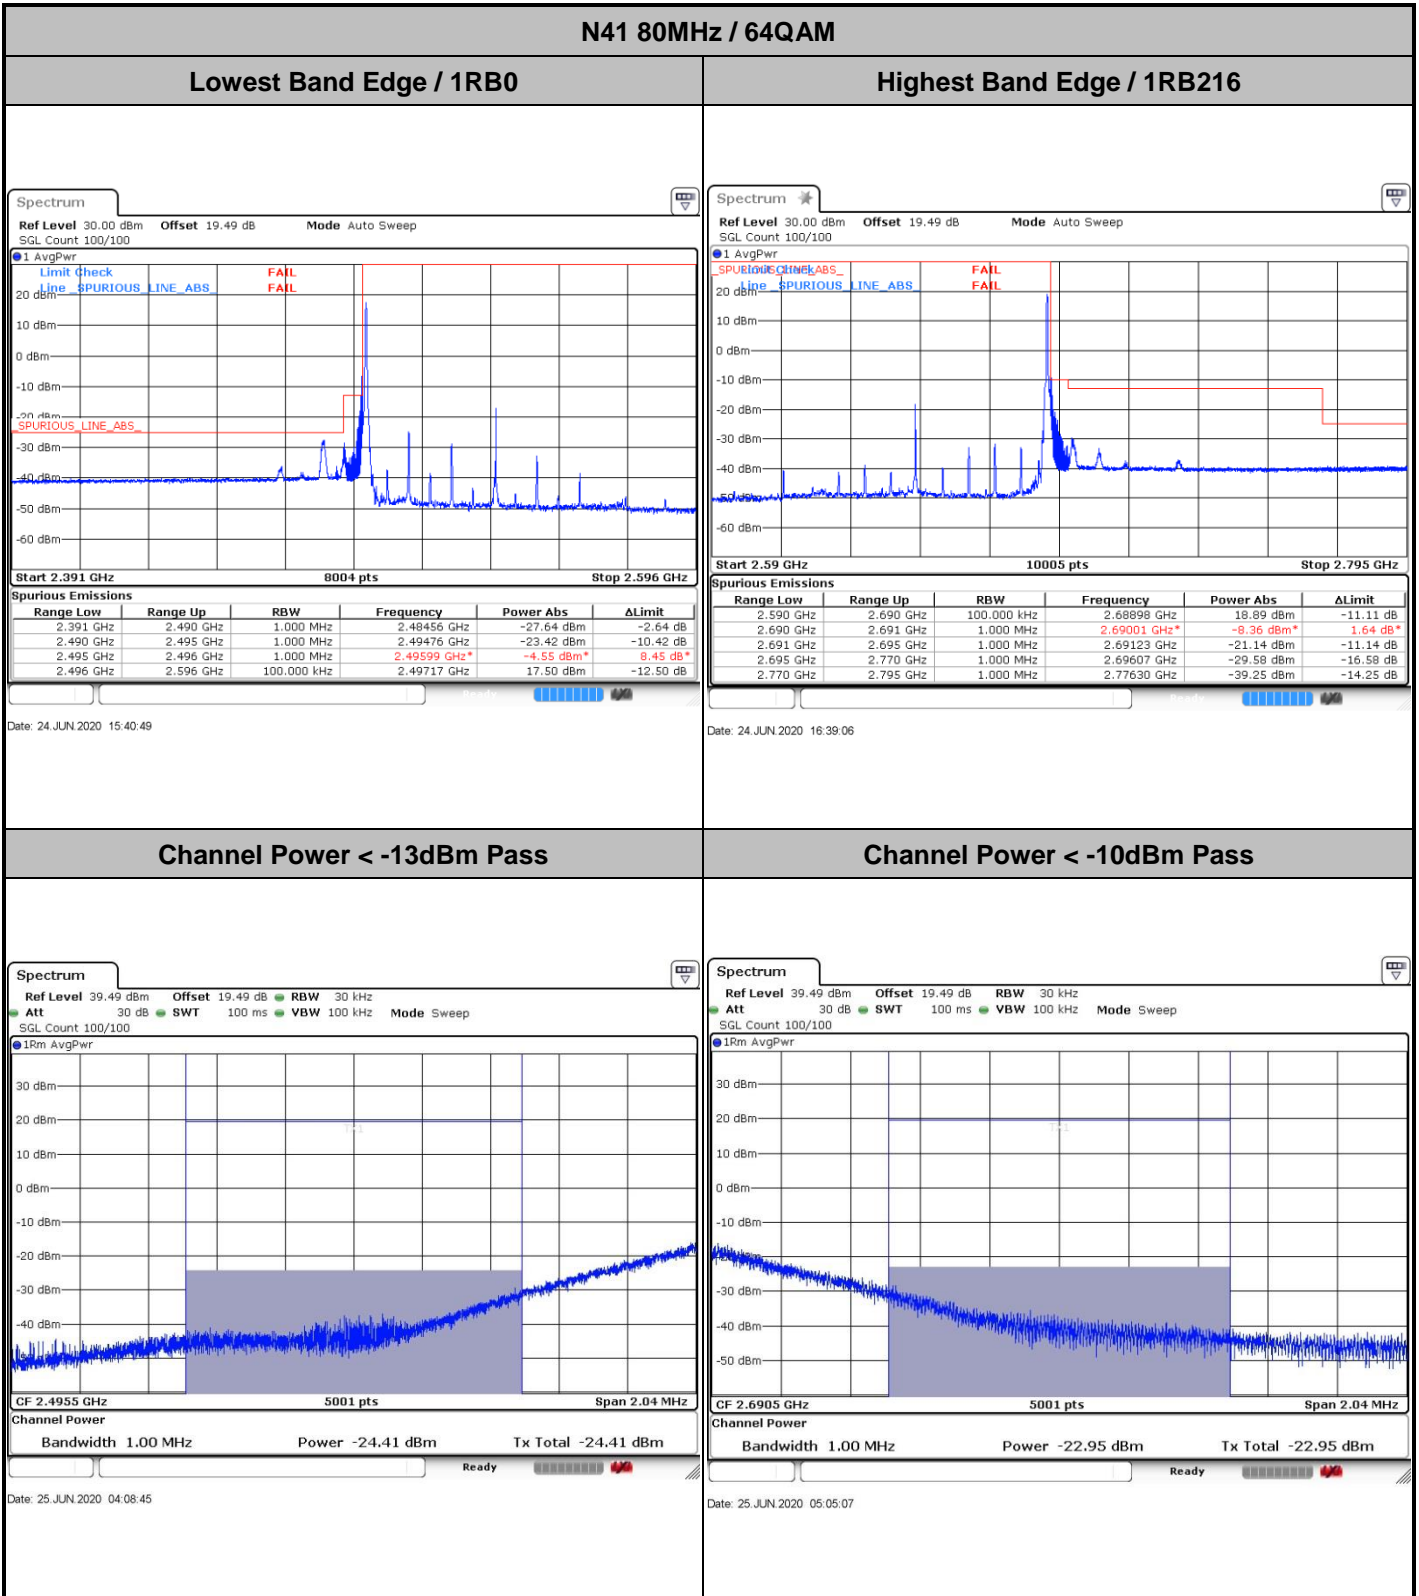 N41 80MHz / 64QAM
Lowest Band Edge / 1RB0
Highest Band Edge / 1RB216
Spectrum
Ref Level 30.00 dBm Offset 19.49 dB Mode Auto Sweep
SGL Count 100/100
1 AvgPwr
Limit Check FAIL
Line _SPURIOUS_LINE_ABS_ FAIL
20 dBm
10 dBm
0 dBm
-10 dBm
-20 dBm
_SPURIOUS_LINE_ABS_
-30 dBm
-40 dBm
-50 dBm
-60 dBm
Start 2.391 GHz 8004 pts Stop 2.596 GHz
Spurious Emissions
Range Low Range Up RBW Frequency Power Abs ΔLimit
2.391 GHz 2.490 GHz 1.000 MHz 2.48456 GHz -27.64 dBm -2.64 dB
2.490 GHz 2.495 GHz 1.000 MHz 2.49476 GHz -23.42 dBm -10.42 dB
2.495 GHz 2.496 GHz 1.000 MHz 2.49599 GHz* -4.55 dBm* 8.45 dB*
2.496 GHz 2.596 GHz 100.000 kHz 2.49717 GHz 17.50 dBm -12.50 dB
Ready
Date: 24.JUN.2020 15:40:49
Spectrum
Ref Level 30.00 dBm Offset 19.49 dB Mode Auto Sweep
SGL Count 100/100
1 AvgPwr
_SPURIOUS_LINE_ABS_
Limit Check FAIL
Line _SPURIOUS_LINE_ABS_ FAIL
20 dBm
10 dBm
0 dBm
-10 dBm
-20 dBm
-30 dBm
-40 dBm
-50 dBm
-60 dBm
Start 2.59 GHz 10005 pts Stop 2.795 GHz
Spurious Emissions
Range Low Range Up RBW Frequency Power Abs ΔLimit
2.590 GHz 2.690 GHz 100.000 kHz 2.68898 GHz 18.89 dBm -11.11 dB
2.690 GHz 2.691 GHz 1.000 MHz 2.69001 GHz* -8.36 dBm* 1.64 dB*
2.691 GHz 2.695 GHz 1.000 MHz 2.69123 GHz -21.14 dBm -11.14 dB
2.695 GHz 2.770 GHz 1.000 MHz 2.69607 GHz -29.58 dBm -16.58 dB
2.770 GHz 2.795 GHz 1.000 MHz 2.77630 GHz -39.25 dBm -14.25 dB
Ready
Date: 24.JUN.2020 16:39:06
Channel Power < -13dBm Pass
Channel Power < -10dBm Pass
Spectrum
Ref Level 39.49 dBm Offset 19.49 dB RBW 30 kHz
Att 30 dB SWT 100 ms VBW 100 kHz Mode Sweep
SGL Count 100/100
1Rm AvgPwr
30 dBm
20 dBm
10 dBm
0 dBm
-10 dBm
-20 dBm
-30 dBm
-40 dBm
CF 2.4955 GHz 5001 pts Span 2.04 MHz
Channel Power
Bandwidth 1.00 MHz Power -24.41 dBm Tx Total -24.41 dBm
Ready
Date: 25.JUN.2020 04:08:45
Spectrum
Ref Level 39.49 dBm Offset 19.49 dB RBW 30 kHz
Att 30 dB SWT 100 ms VBW 100 kHz Mode Sweep
SGL Count 100/100
1Rm AvgPwr
30 dBm
20 dBm
10 dBm
0 dBm
-10 dBm
-20 dBm
-30 dBm
-40 dBm
-50 dBm
CF 2.6905 GHz 5001 pts Span 2.04 MHz
Channel Power
Bandwidth 1.00 MHz Power -22.95 dBm Tx Total -22.95 dBm
Ready
Date: 25.JUN.2020 05:05:07